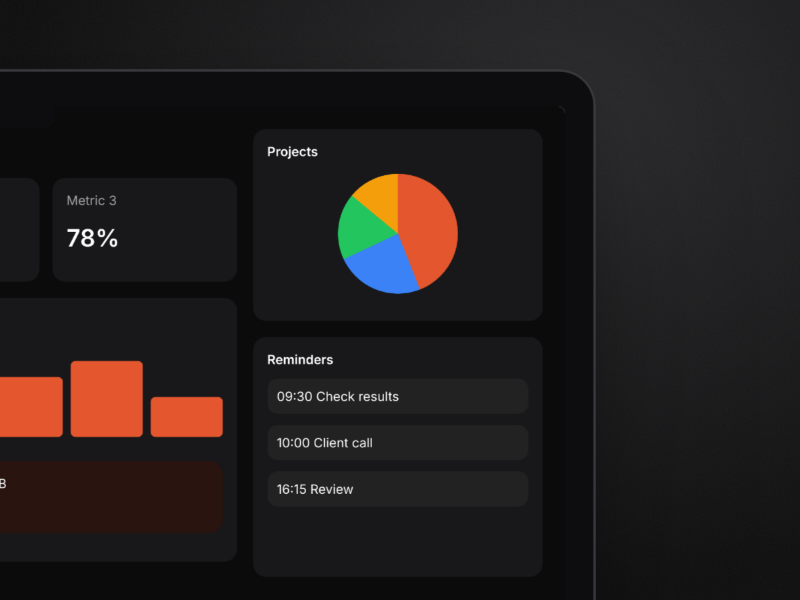 Projects
Metric 3
78%
Reminders
09:30 Check results
10:00 Client call
16:15 Review
B